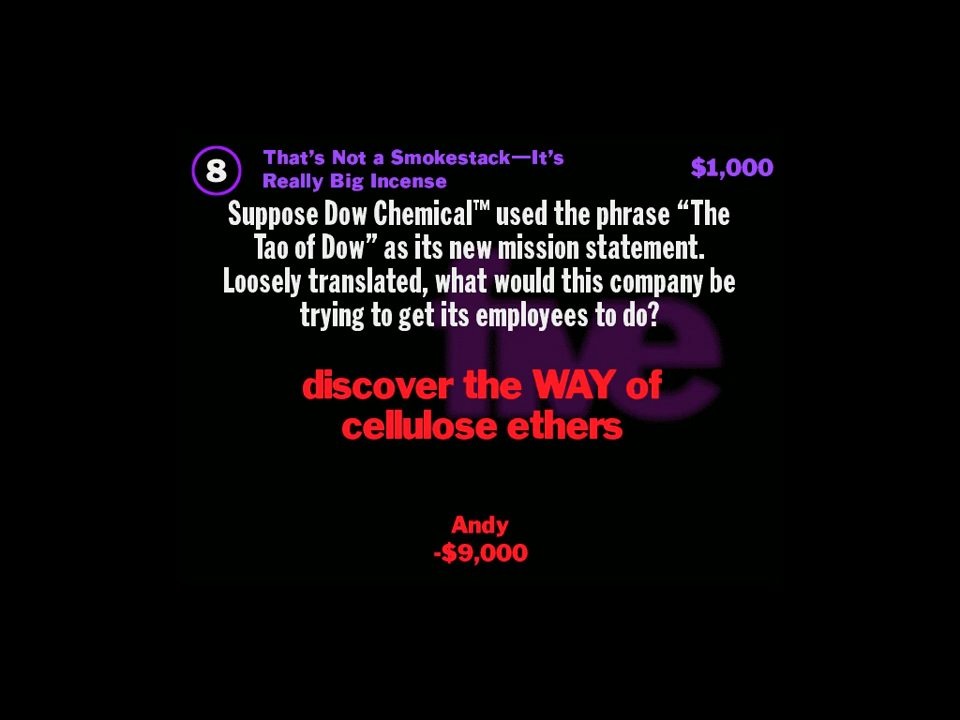 8
That's Not a Smokestack—It's
Really Big Incense
$1,000
Suppose Dow Chemical™ used the phrase “The
Tao of Dow” as its new mission statement.
Loosely translated, what would this company be
trying to get its employees to do?
five
discover the WAY of
cellulose ethers
Andy
-$9,000